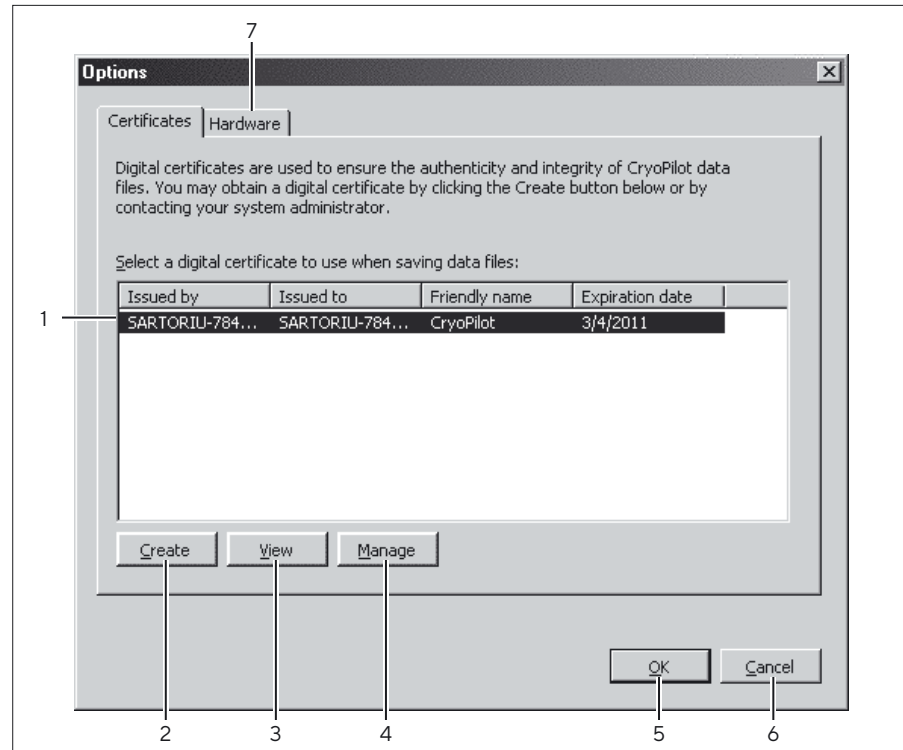 7
Options
Certificates Hardware
Digital certificates are used to ensure the authenticity and integrity of CryoPilot data
files. You may obtain a digital certificate by clicking the Create button below or by
contacting your system administrator.
Select a digital certificate to use when saving data files:
Issued by Issued to Friendly name Expiration date
1
SARTORIU-784... SARTORIU-784... CryoPilot 3/4/2011
Create View Manage
OK Cancel
2 3 4 5 6